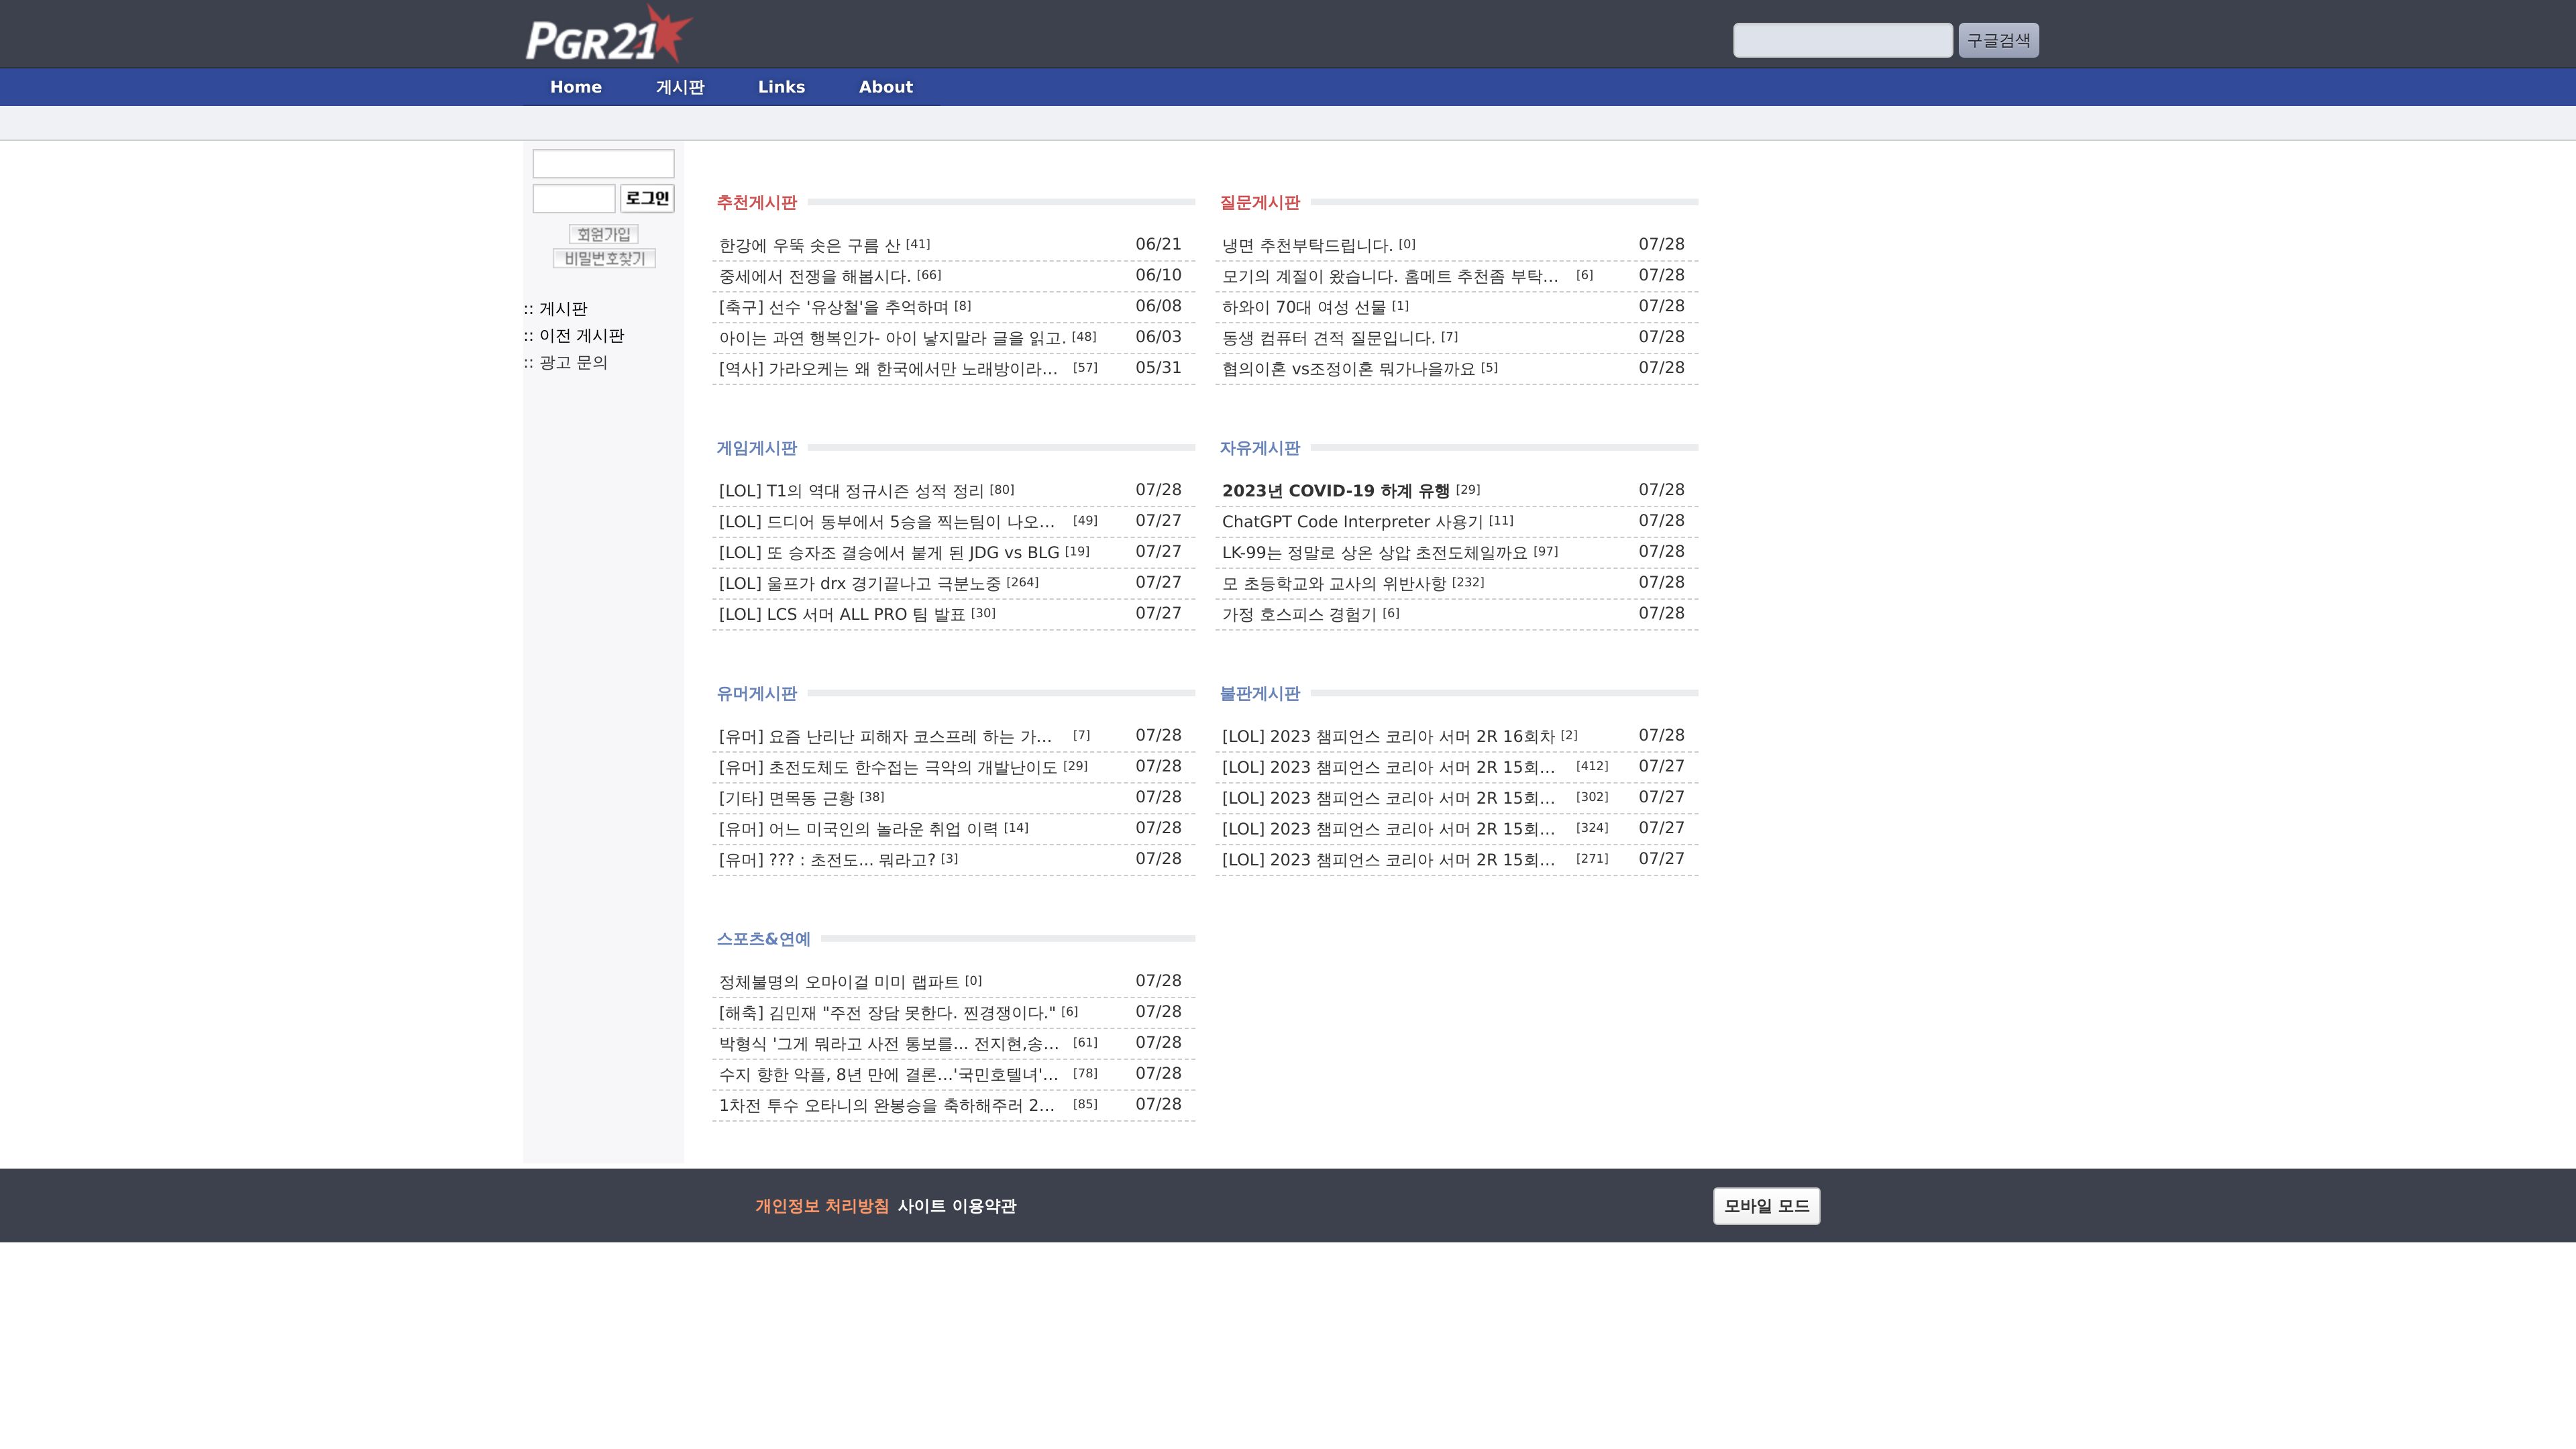 PGR21
구글검색
Home 게시판 Links About
로그인
회원가입
비밀번호찾기
:: 게시판
:: 이전 게시판
:: 광고 문의
추천게시판
한강에 우뚝 솟은 구름 산 [41] 06/21
중세에서 전쟁을 해봅시다. [66] 06/10
[축구] 선수 '유상철'을 추억하며 [8] 06/08
아이는 과연 행복인가- 아이 낳지말라 글을 읽고. [48] 06/03
[역사] 가라오케는 왜 한국에서만 노래방이라... [57] 05/31
질문게시판
냉면 추천부탁드립니다. [0] 07/28
모기의 계절이 왔습니다. 홈메트 추천좀 부탁... [6] 07/28
하와이 70대 여성 선물 [1] 07/28
동생 컴퓨터 견적 질문입니다. [7] 07/28
협의이혼 vs조정이혼 뭐가나을까요 [5] 07/28
게임게시판
[LOL] T1의 역대 정규시즌 성적 정리 [80] 07/28
[LOL] 드디어 동부에서 5승을 찍는팀이 나오... [49] 07/27
[LOL] 또 승자조 결승에서 붙게 된 JDG vs BLG [19] 07/27
[LOL] 울프가 drx 경기끝나고 극분노중 [264] 07/27
[LOL] LCS 서머 ALL PRO 팀 발표 [30] 07/27
자유게시판
2023년 COVID-19 하계 유행 [29] 07/28
ChatGPT Code Interpreter 사용기 [11] 07/28
LK-99는 정말로 상온 상압 초전도체일까요 [97] 07/28
모 초등학교와 교사의 위반사항 [232] 07/28
가정 호스피스 경험기 [6] 07/28
유머게시판
[유머] 요즘 난리난 피해자 코스프레 하는 가... [7] 07/28
[유머] 초전도체도 한수접는 극악의 개발난이도 [29] 07/28
[기타] 면목동 근황 [38] 07/28
[유머] 어느 미국인의 놀라운 취업 이력 [14] 07/28
[유머] ??? : 초전도... 뭐라고? [3] 07/28
불판게시판
[LOL] 2023 챔피언스 코리아 서머 2R 16회차 [2] 07/28
[LOL] 2023 챔피언스 코리아 서머 2R 15회... [412] 07/27
[LOL] 2023 챔피언스 코리아 서머 2R 15회... [302] 07/27
[LOL] 2023 챔피언스 코리아 서머 2R 15회... [324] 07/27
[LOL] 2023 챔피언스 코리아 서머 2R 15회... [271] 07/27
스포츠&연예
정체불명의 오마이걸 미미 랩파트 [0] 07/28
[해축] 김민재 "주전 장담 못한다. 찐경쟁이다." [6] 07/28
박형식 '그게 뭐라고 사전 통보를... 전지현,송... [61] 07/28
수지 향한 악플, 8년 만에 결론…'국민호텔녀'... [78] 07/28
1차전 투수 오타니의 완봉승을 축하해주러 2... [85] 07/28
개인정보 처리방침 사이트 이용약관
모바일 모드